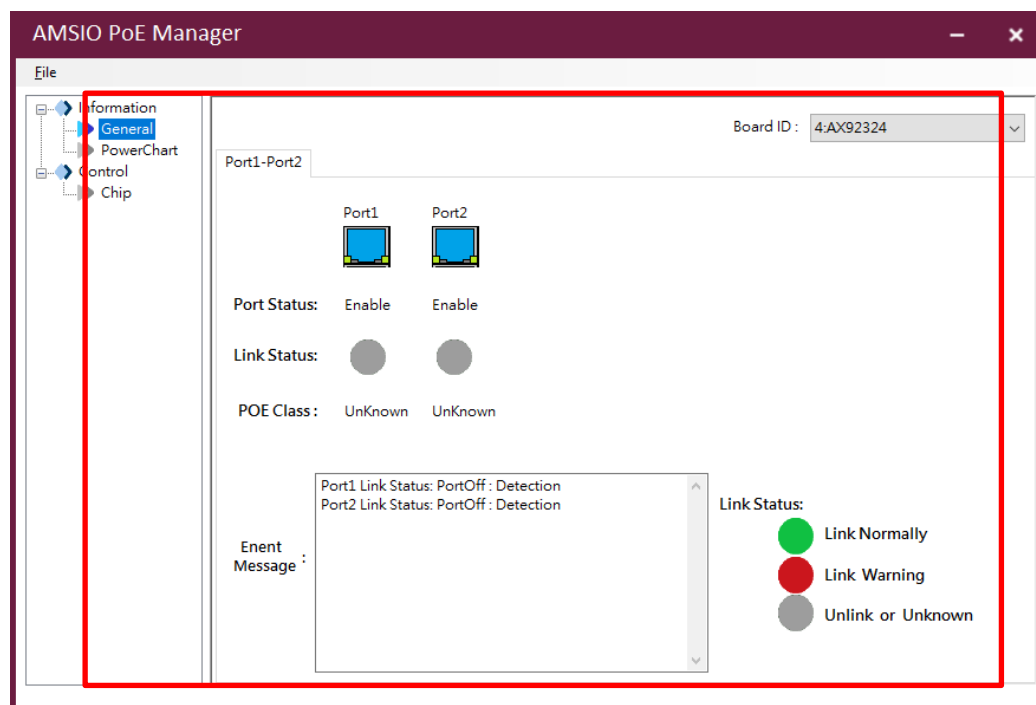 AMSIO PoE Manager
File
Information
General
PowerChart
Control
Chip
Board ID : 4:AX92324
Port1-Port2
Port1 Port2
Port Status: Enable Enable
Link Status:
POE Class : UnKnown UnKnown
Port1 Link Status: PortOff : Detection
Port2 Link Status: PortOff : Detection
Enent
Message :
Link Status:
Link Normally
Link Warning
Unlink or Unknown